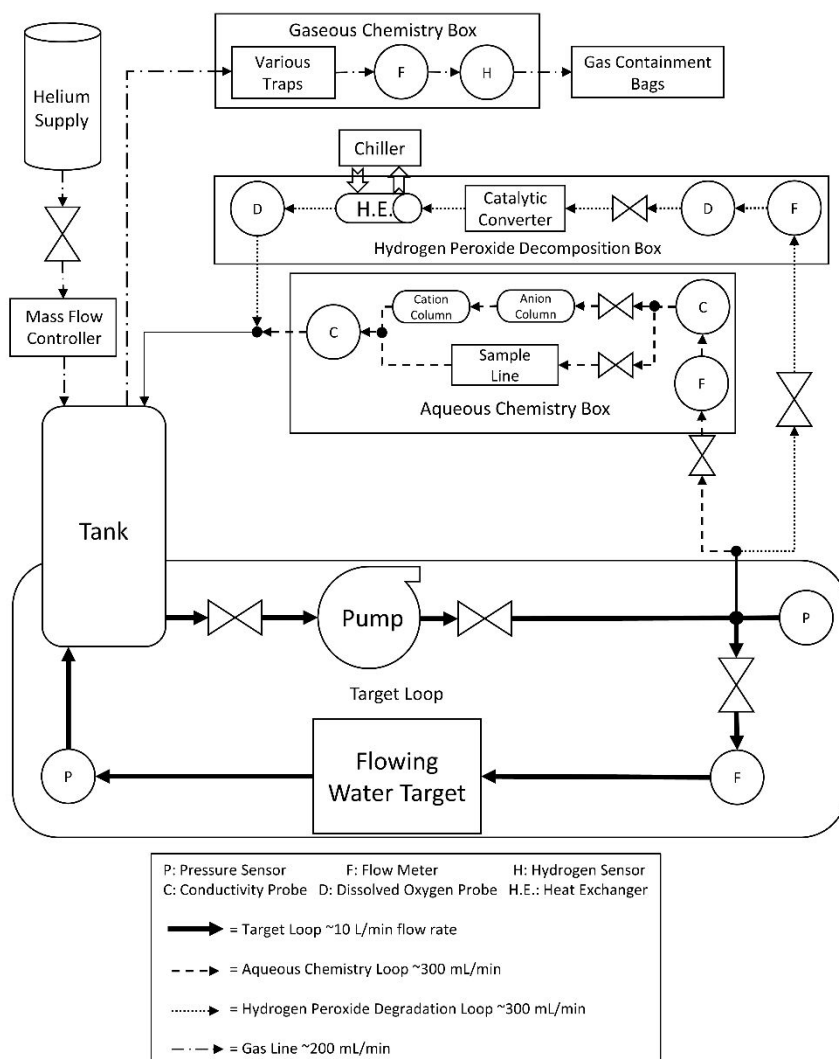 Gaseous Chemistry Box
Various
Traps
F
H
Gas Containment
Bags
Helium
Supply
Chiller
D
H.E.
Catalytic
Converter
D
F
Hydrogen Peroxide Decomposition Box
Mass Flow
Controller
C
Cation
Column
Anion
Column
C
Sample
Line
F
Aqueous Chemistry Box
Tank
Pump
P
Target Loop
P
Flowing
Water Target
F
P: Pressure Sensor F: Flow Meter H: Hydrogen Sensor
C: Conductivity Probe D: Dissolved Oxygen Probe H.E.: Heat Exchanger
= Target Loop ~10 L/min flow rate
= Aqueous Chemistry Loop ~300 mL/min
= Hydrogen Peroxide Degradation Loop ~300 mL/min
= Gas Line ~200 mL/min